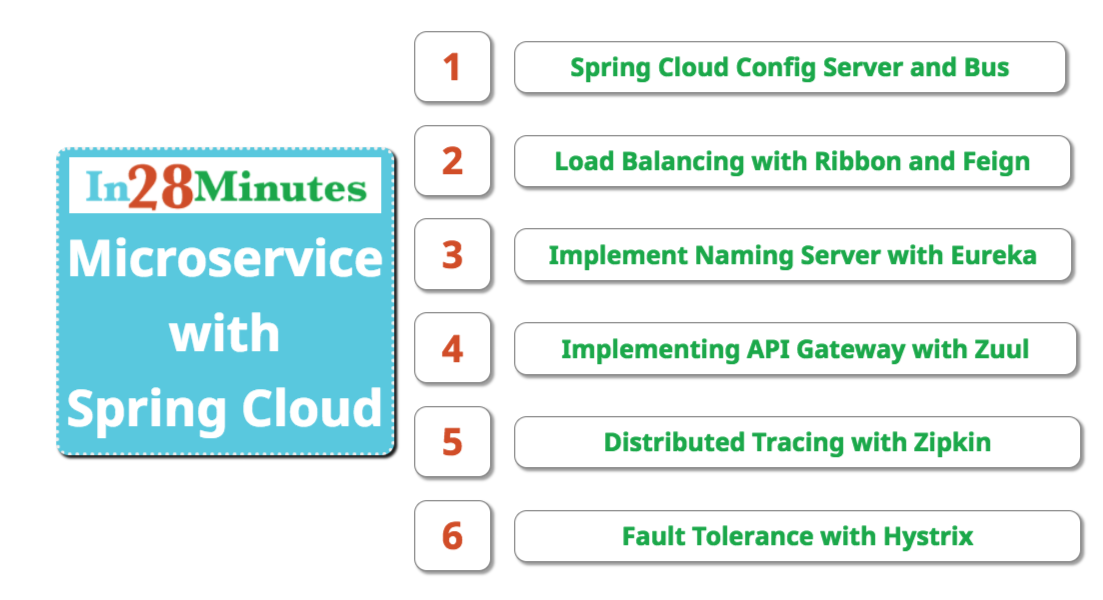 In28Minutes
Microservice
with
Spring Cloud
1
Spring Cloud Config Server and Bus
2
Load Balancing with Ribbon and Feign
3
Implement Naming Server with Eureka
4
Implementing API Gateway with Zuul
5
Distributed Tracing with Zipkin
6
Fault Tolerance with Hystrix